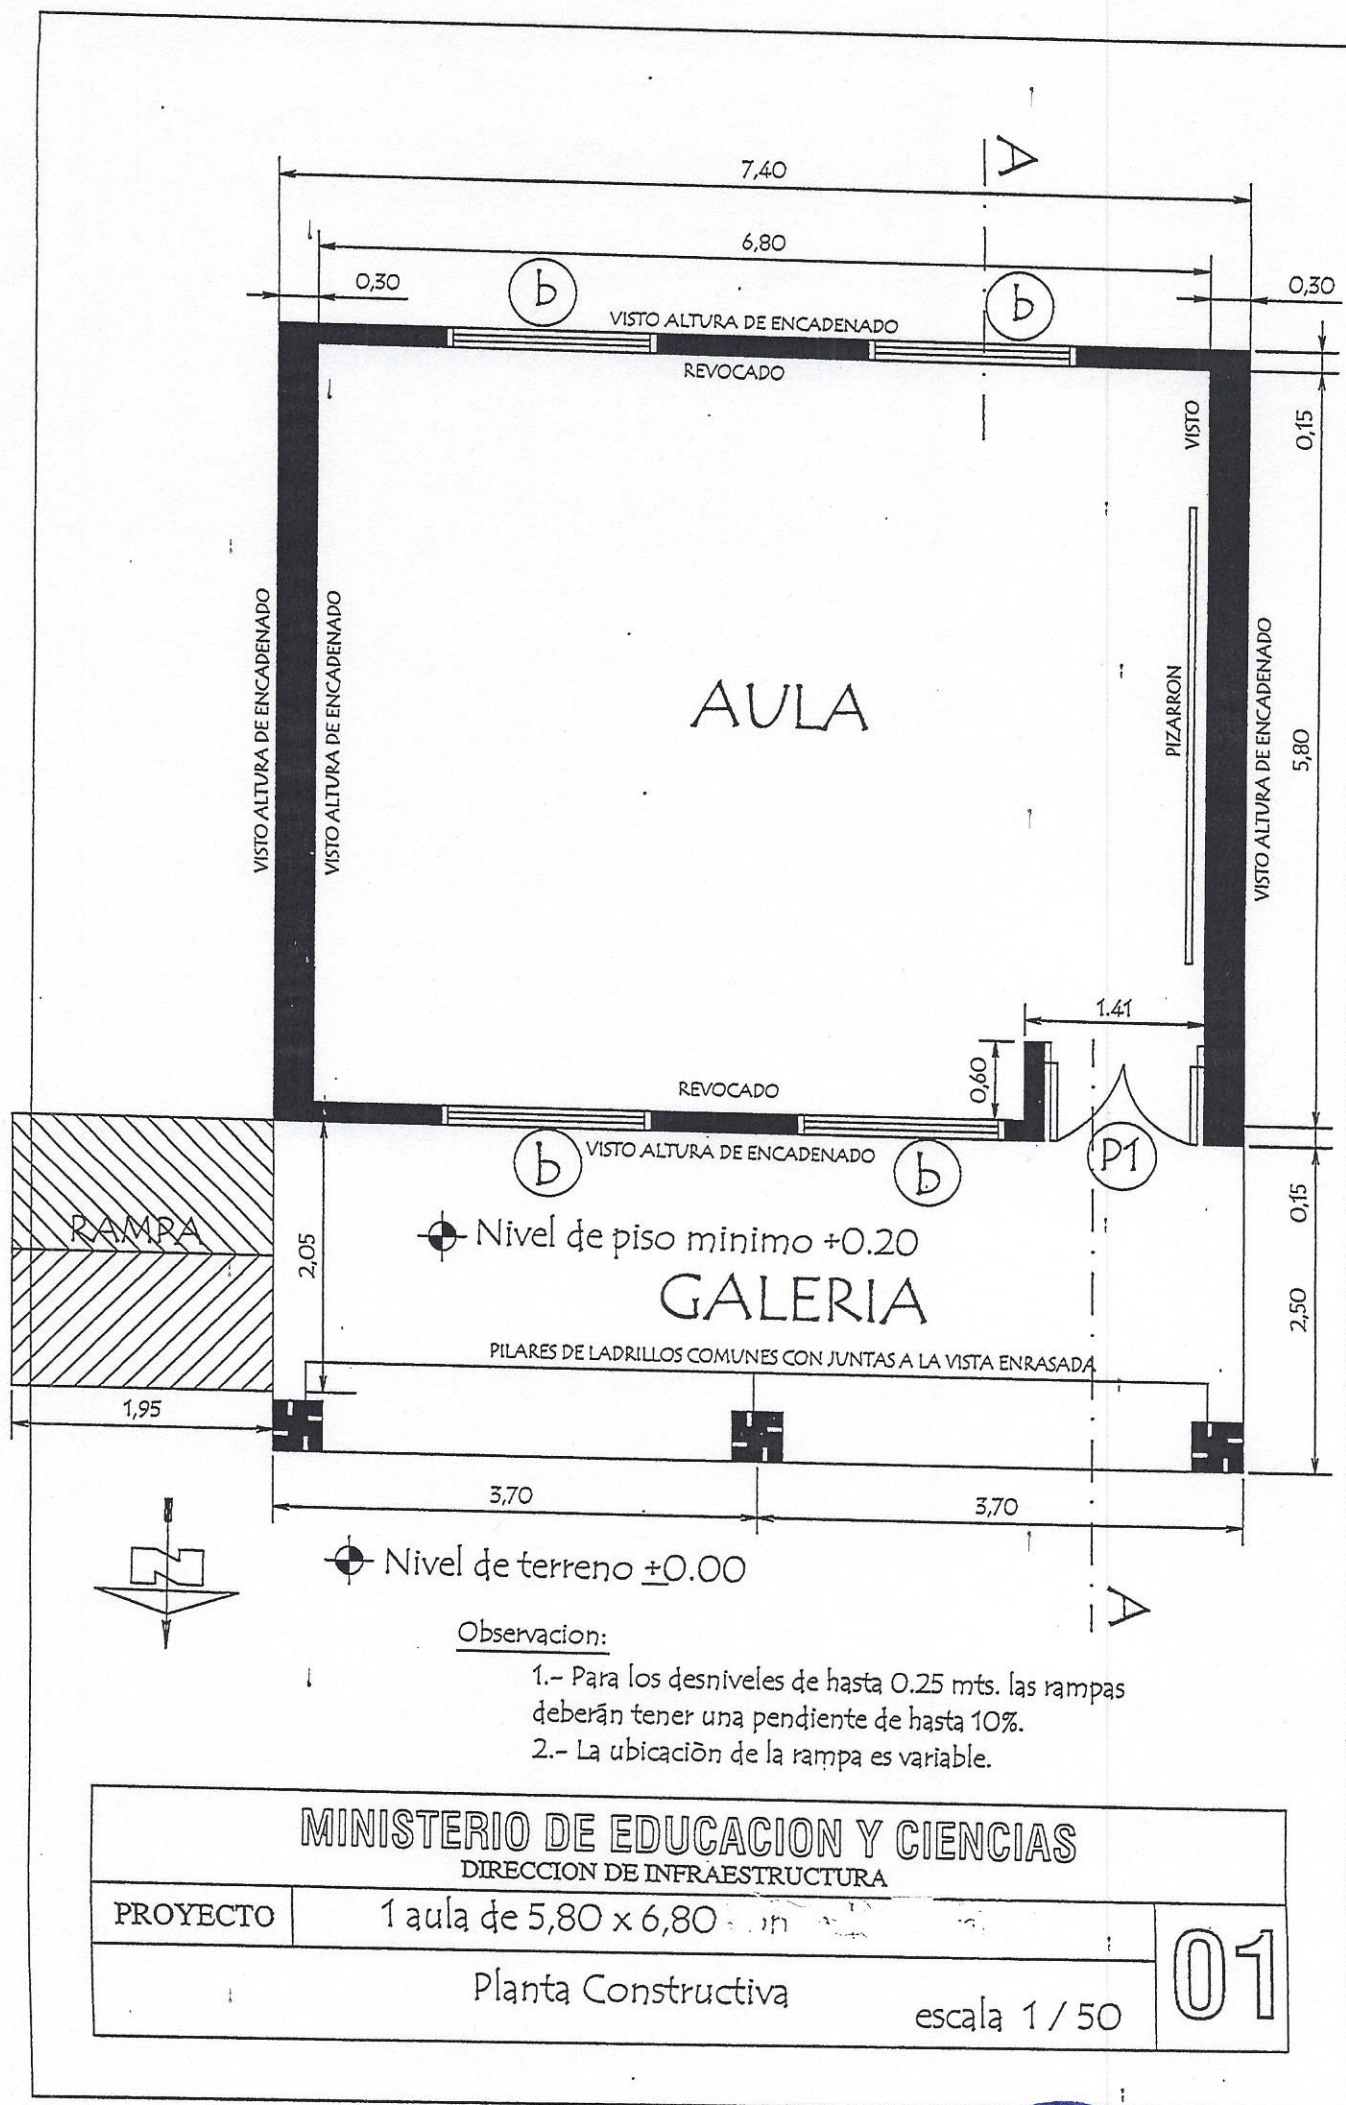 A
7,40
6,80
0,30
b
b
0,30
VISTO ALTURA DE ENCADENADO
REVOCADO
VISTO
0,15
VISTO ALTURA DE ENCADENADO
VISTO ALTURA DE ENCADENADO
AULA
PIZARRON
VISTO ALTURA DE ENCADENADO
5,80
1.41
0,60
REVOCADO
b
VISTO ALTURA DE ENCADENADO
b
P1
RAMPA
2,05
Nivel de piso minimo +0.20
0,15
GALERIA
2,50
PILARES DE LADRILLOS COMUNES CON JUNTAS A LA VISTA ENRASADA
1,95
3,70
3,70
N
Nivel de terreno ±0.00
A
Observacion:
1.- Para los desniveles de hasta 0.25 mts. las rampas
deberán tener una pendiente de hasta 10%.
2.- La ubicaciòn de la rampa es variable.
MINISTERIO DE EDUCACION Y CIENCIAS
DIRECCION DE INFRAESTRUCTURA
PROYECTO
1 aula de 5,80 x 6,80
01
Planta Constructiva
escala 1 / 50